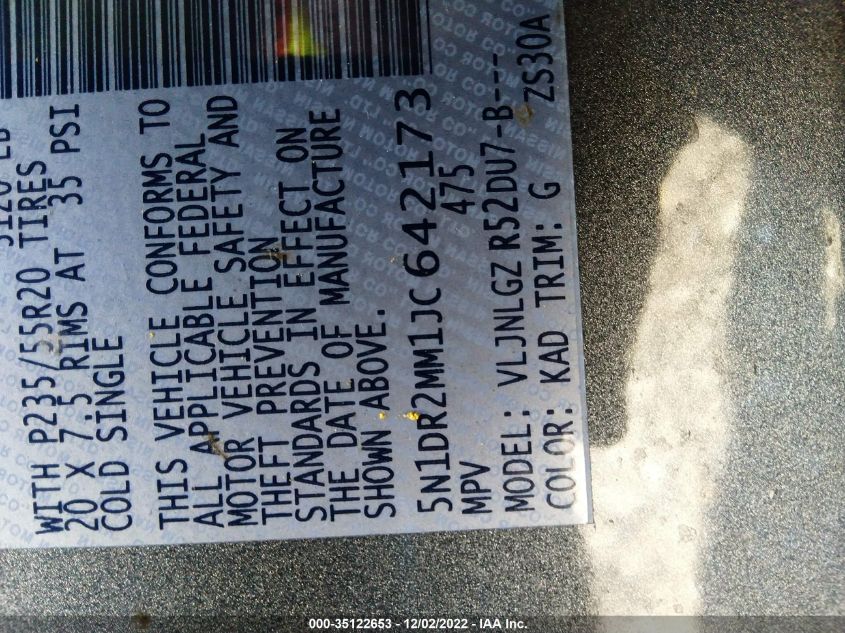 WITH P235/55R20 TIRES
20 X 7.5 RIMS AT 35 PSI
COLD SINGLE
THIS VEHICLE CONFORMS TO
ALL APPLICABLE FEDERAL
MOTOR VEHICLE SAFETY AND
THEFT PREVENTION
STANDARDS IN EFFECT ON
THE DATE OF MANUFACTURE
SHOWN ABOVE.
5N1DR2MM1JC642173
MPV 475
MODEL: VLJNLGZ R52DU7-B---
COLOR: KAD TRIM: G ZS30A
000-35122653 - 12/02/2022 - IAA Inc.